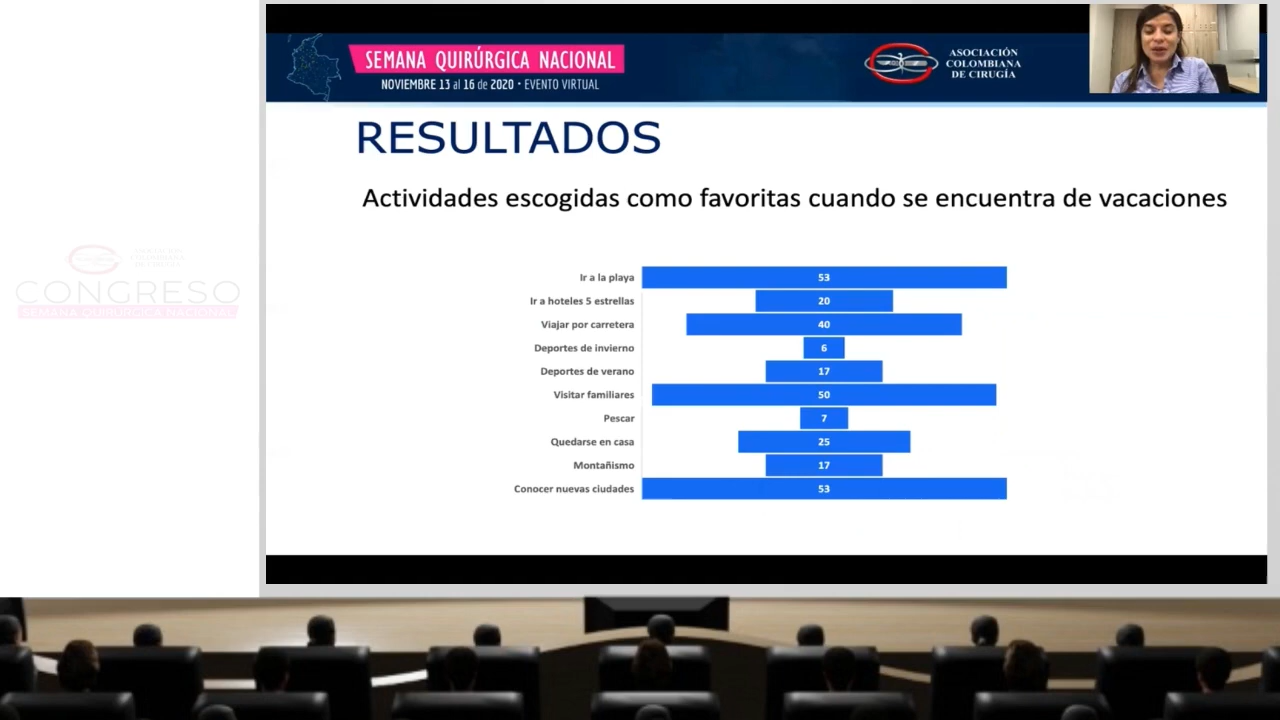 SEMANA QUIRÚRGICA NACIONAL
NOVIEMBRE 13 al 16 de 2020 • EVENTO VIRTUAL
ASOCIACIÓN
COLOMBIANA
DE CIRUGÍA
RESULTADOS
Actividades escogidas como favoritas cuando se encuentra de vacaciones
Ir a la playa 53
Ir a hoteles 5 estrellas 20
Viajar por carretera 40
Deportes de invierno 6
Deportes de verano 17
Visitar familiares 50
Pescar 7
Quedarse en casa 25
Montañismo 17
Conocer nuevas ciudades 53
CONGRESO
SEMANA QUIRÚRGICA NACIONAL